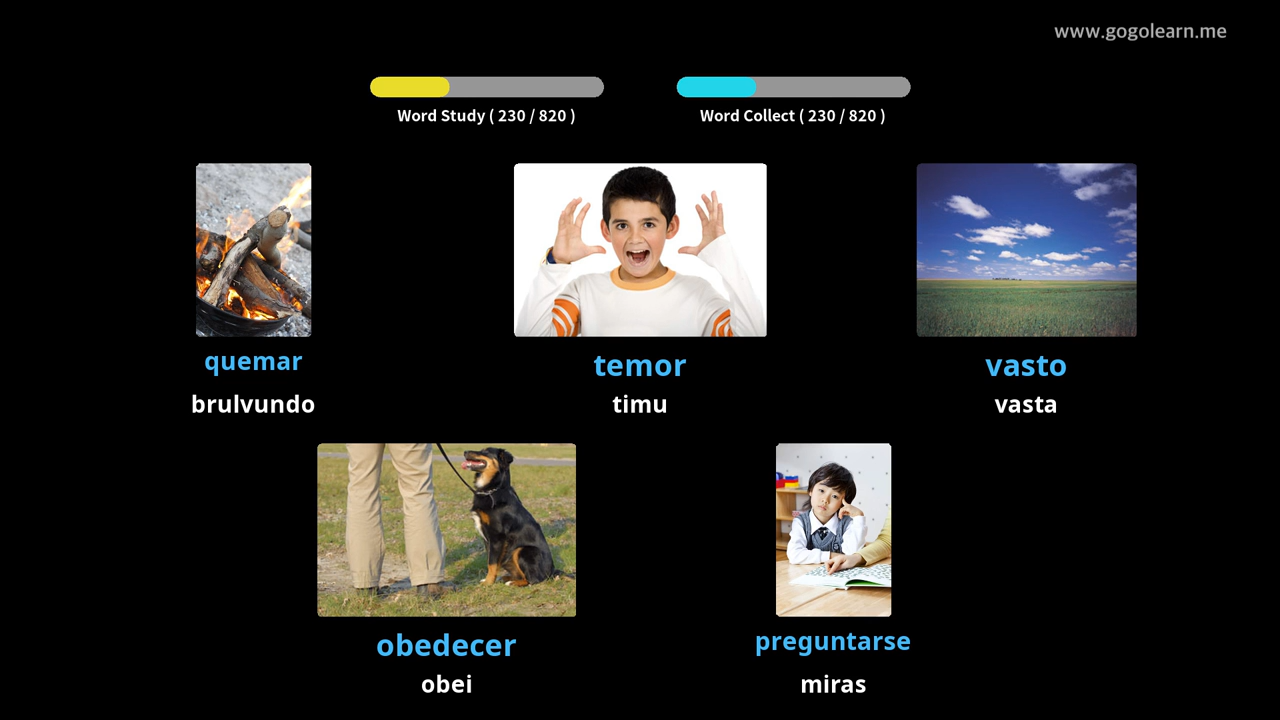 www.gogolearn.me
Word Study ( 230 / 820 )
Word Collect ( 230 / 820 )
quemar
brulvundo
temor
timu
vasto
vasta
obedecer
obei
preguntarse
miras